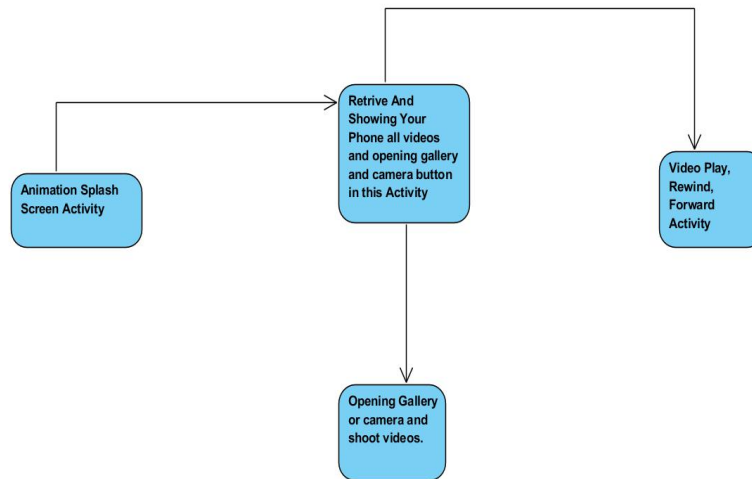 Retrive And
Showing Your
Phone all videos
and opening gallery
and camera button
in this Activity
Animation Splash
Screen Activity
Video Play,
Rewind,
Forward
Activity
Opening Gallery
or camera and
shoot videos.